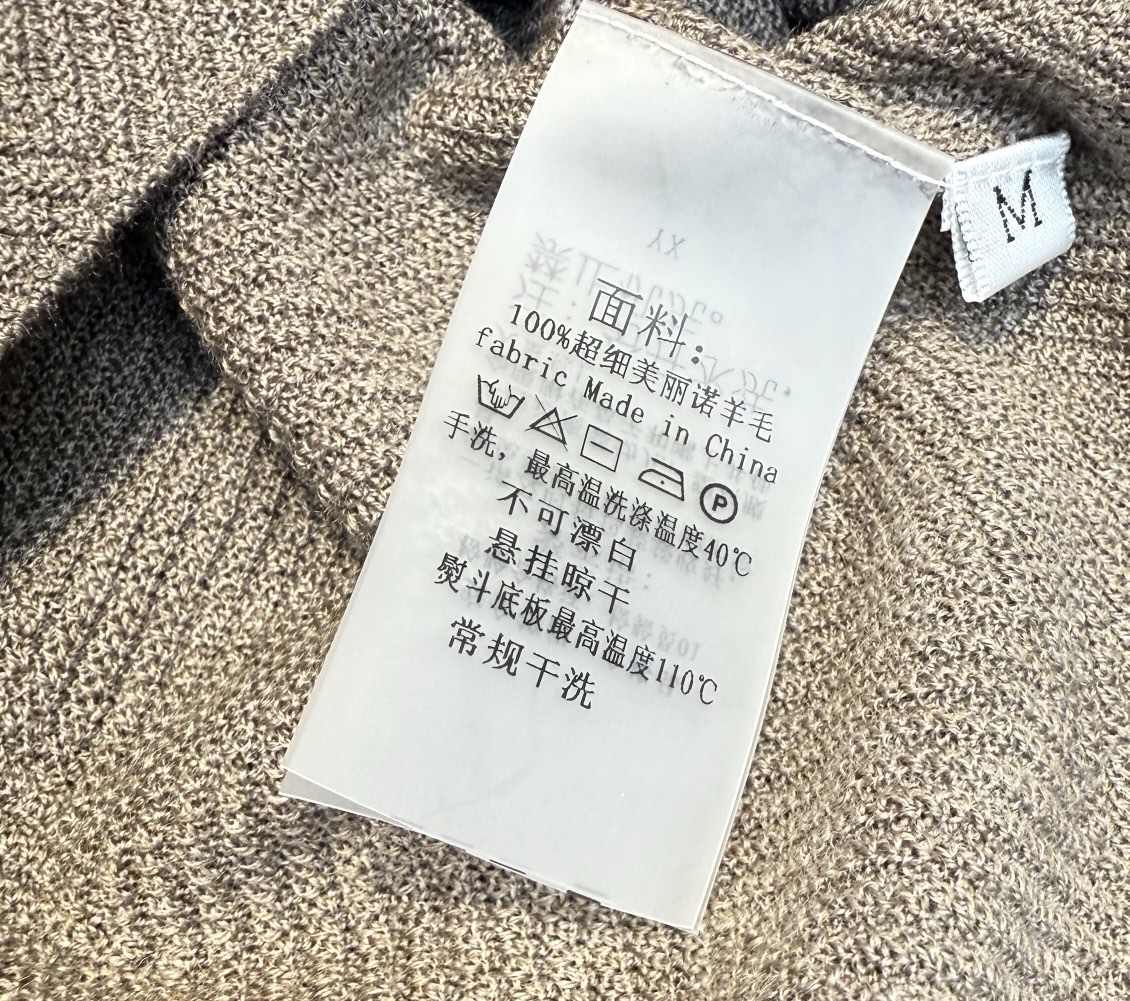 面料:
100%超细美丽诺羊毛
fabric Made in China
P
手洗，最高温洗涤温度40℃
不可漂白
悬挂晾干
熨斗底板最高温度110℃
常规干洗
M